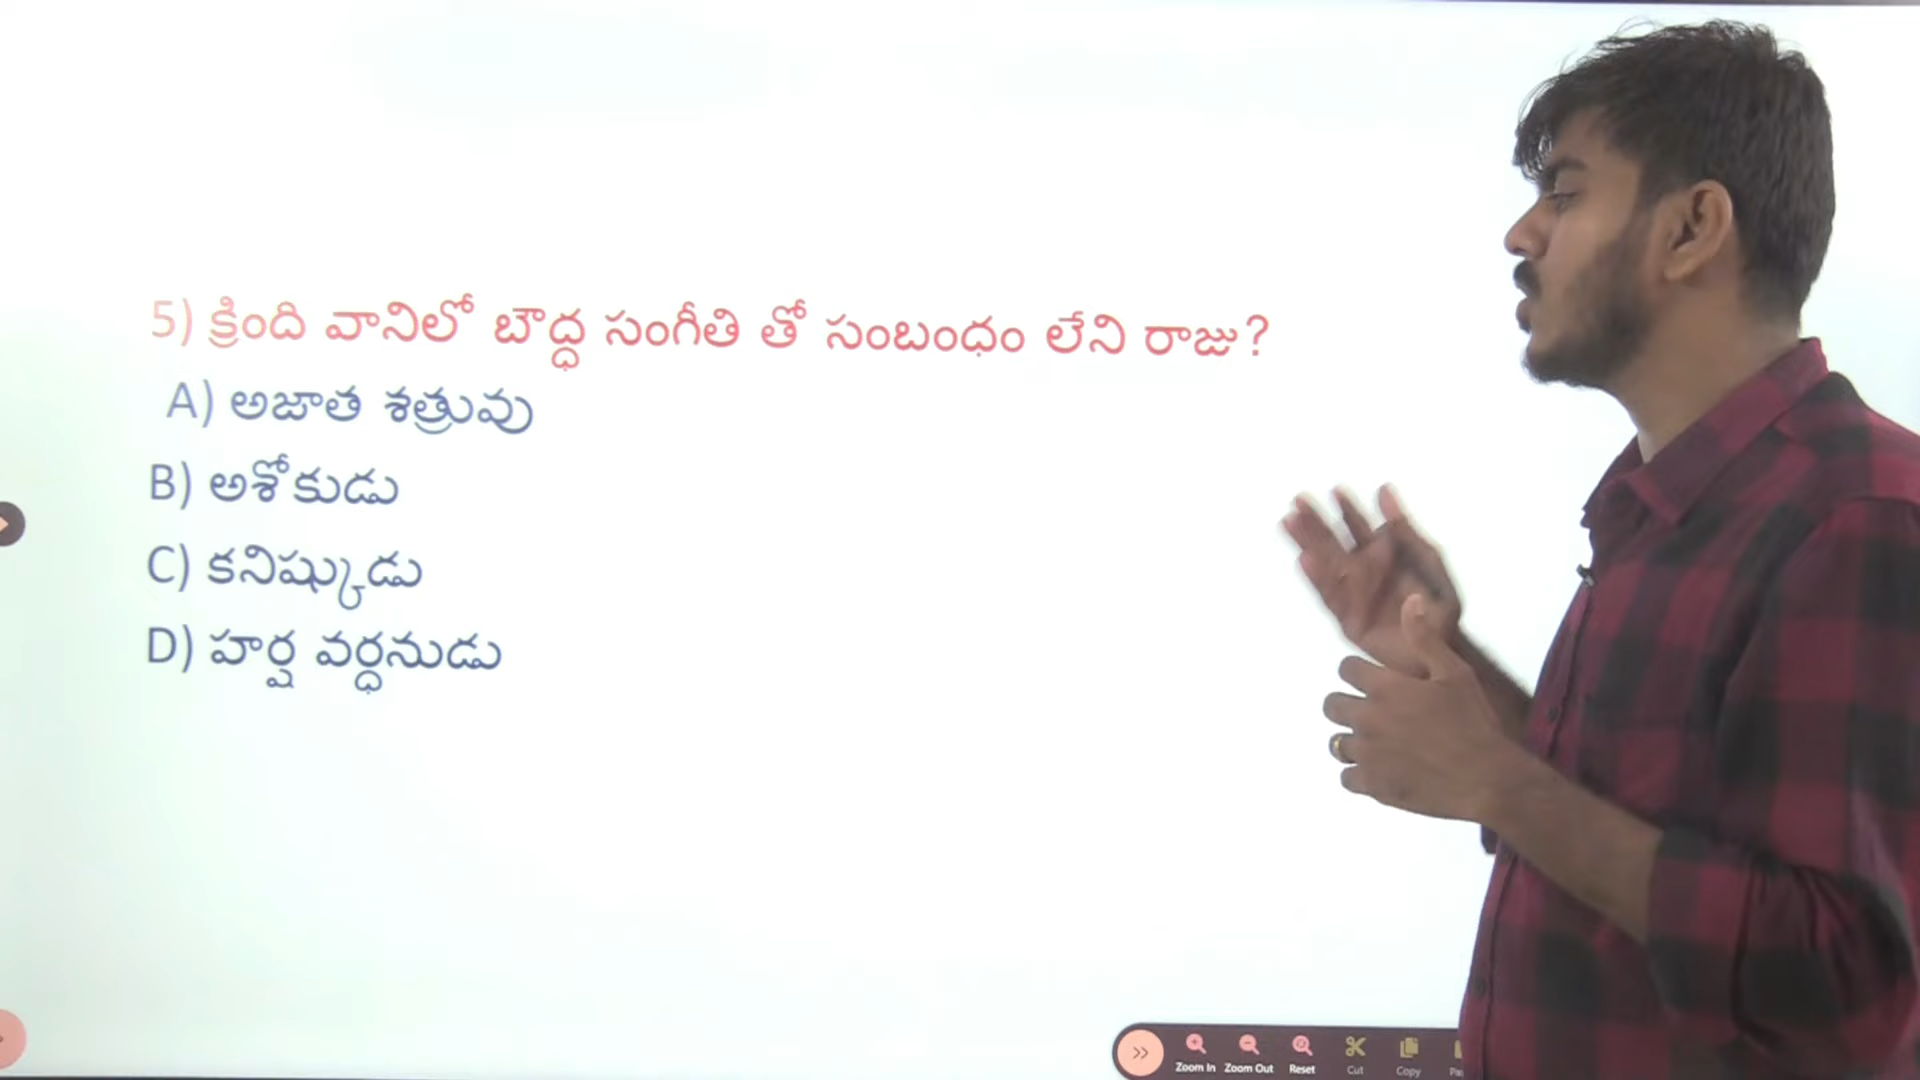 5) క్రింది వానిలో బౌద్ధ సంగీతి తో సంబంధం లేని రాజు?
A) అజాత శత్రువు
B) అశోకుడు
C) కనిష్కుడు
D) హర్ష వర్ధనుడు
>> Zoom In Zoom Out Reset Cut Copy